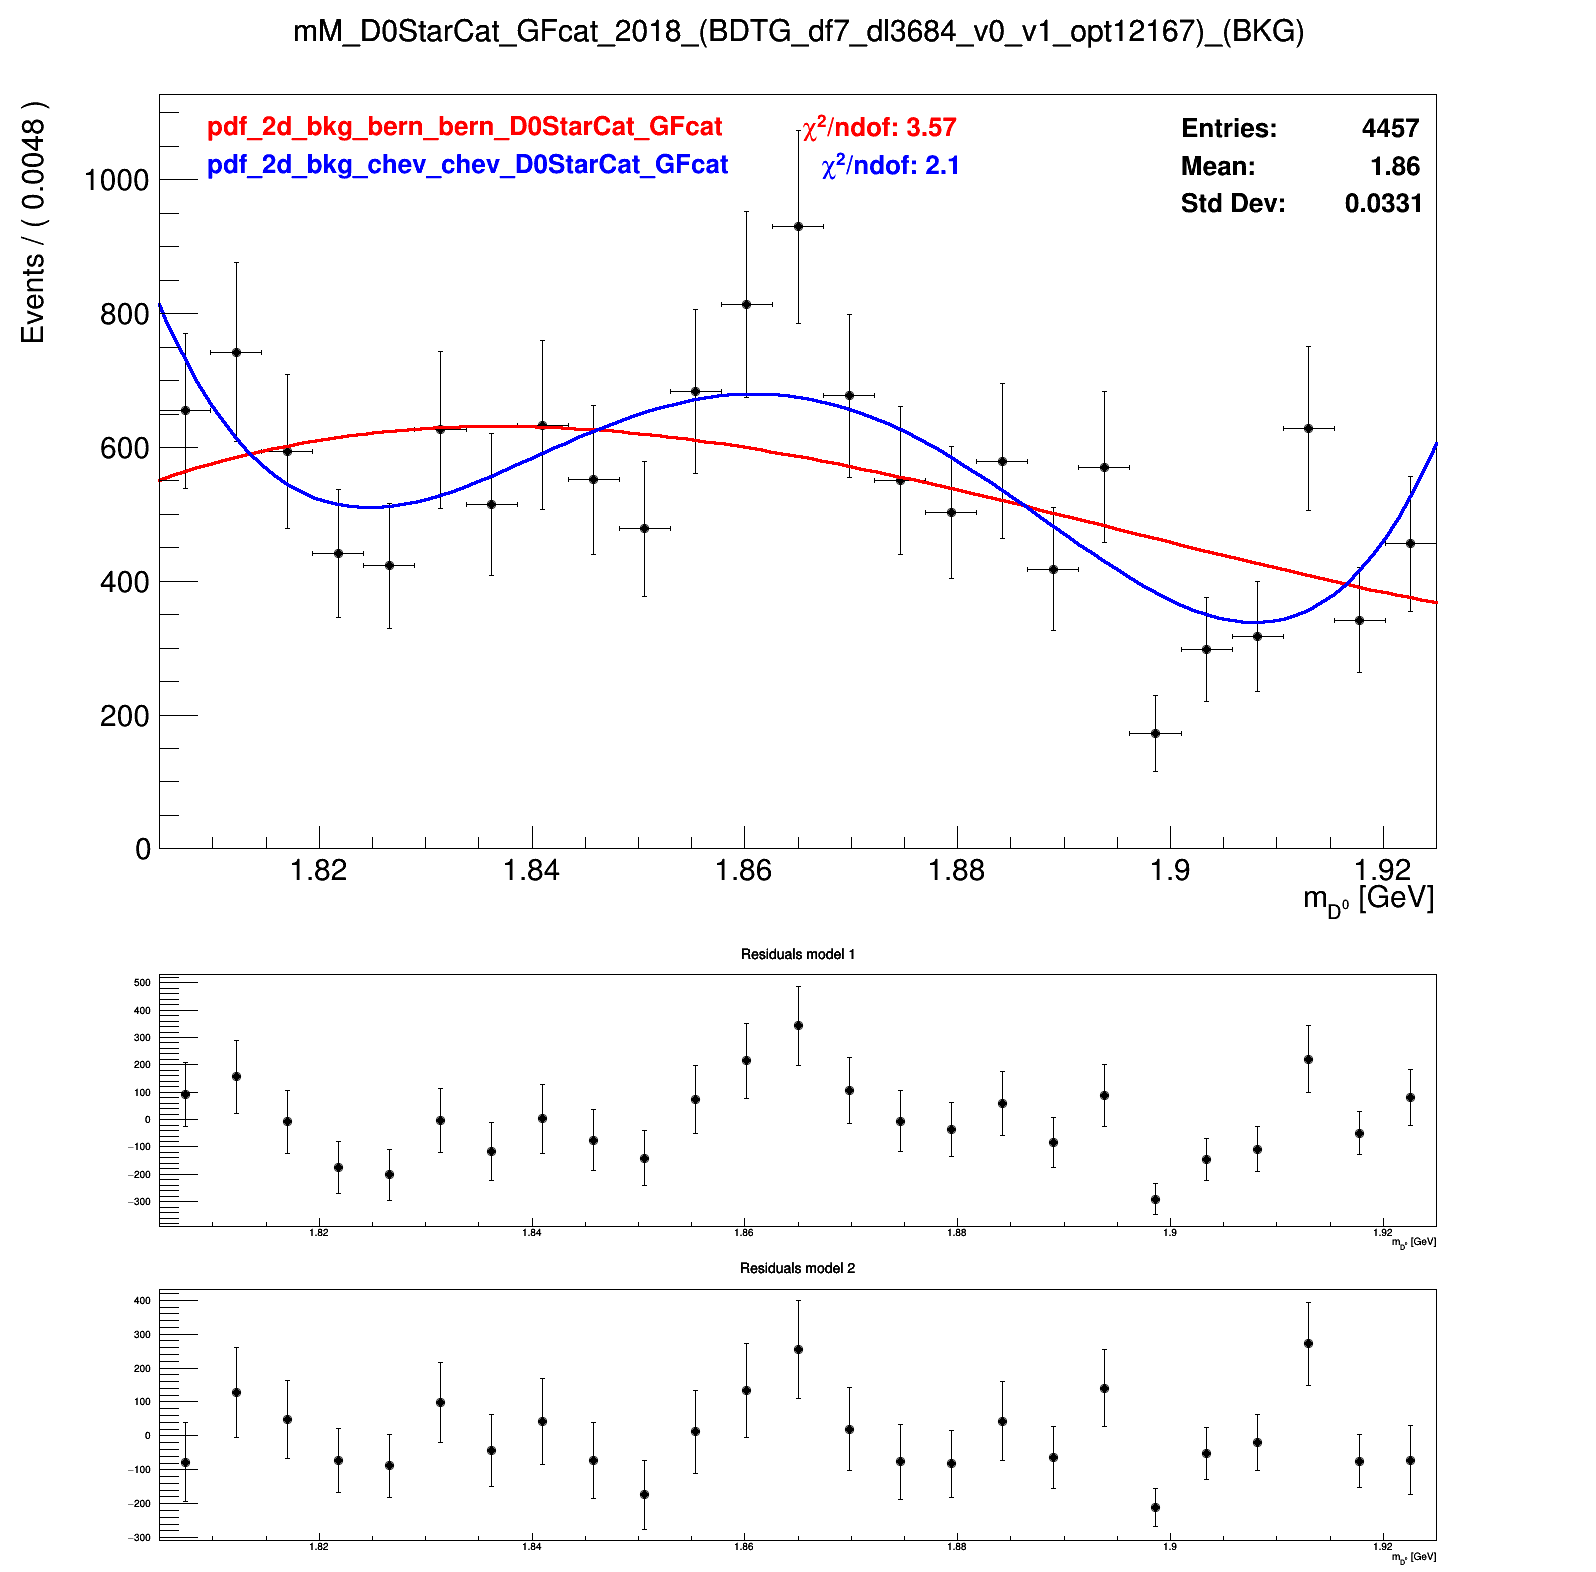 mM_D0StarCat_GFcat_2018_(BDTG_df7_dl3684_v0_v1_opt12167)_(BKG)
Events / ( 0.0048 )
pdf_2d_bkg_bern_bern_D0StarCat_GFcat χ²/ndof: 3.57
pdf_2d_bkg_chev_chev_D0StarCat_GFcat χ²/ndof: 2.1
Entries: 4457
Mean: 1.86
Std Dev: 0.0331
1000
800
600
400
200
0
1.82 1.84 1.86 1.88 1.9 1.92
m_D⁰ [GeV]
Residuals model 1
500
400
300
200
100
0
−100
−200
−300
1.82 1.84 1.86 1.88 1.9 1.92
m_D⁰ [GeV]
Residuals model 2
400
300
200
100
0
−100
−200
−300
1.82 1.84 1.86 1.88 1.9 1.92
m_D⁰ [GeV]